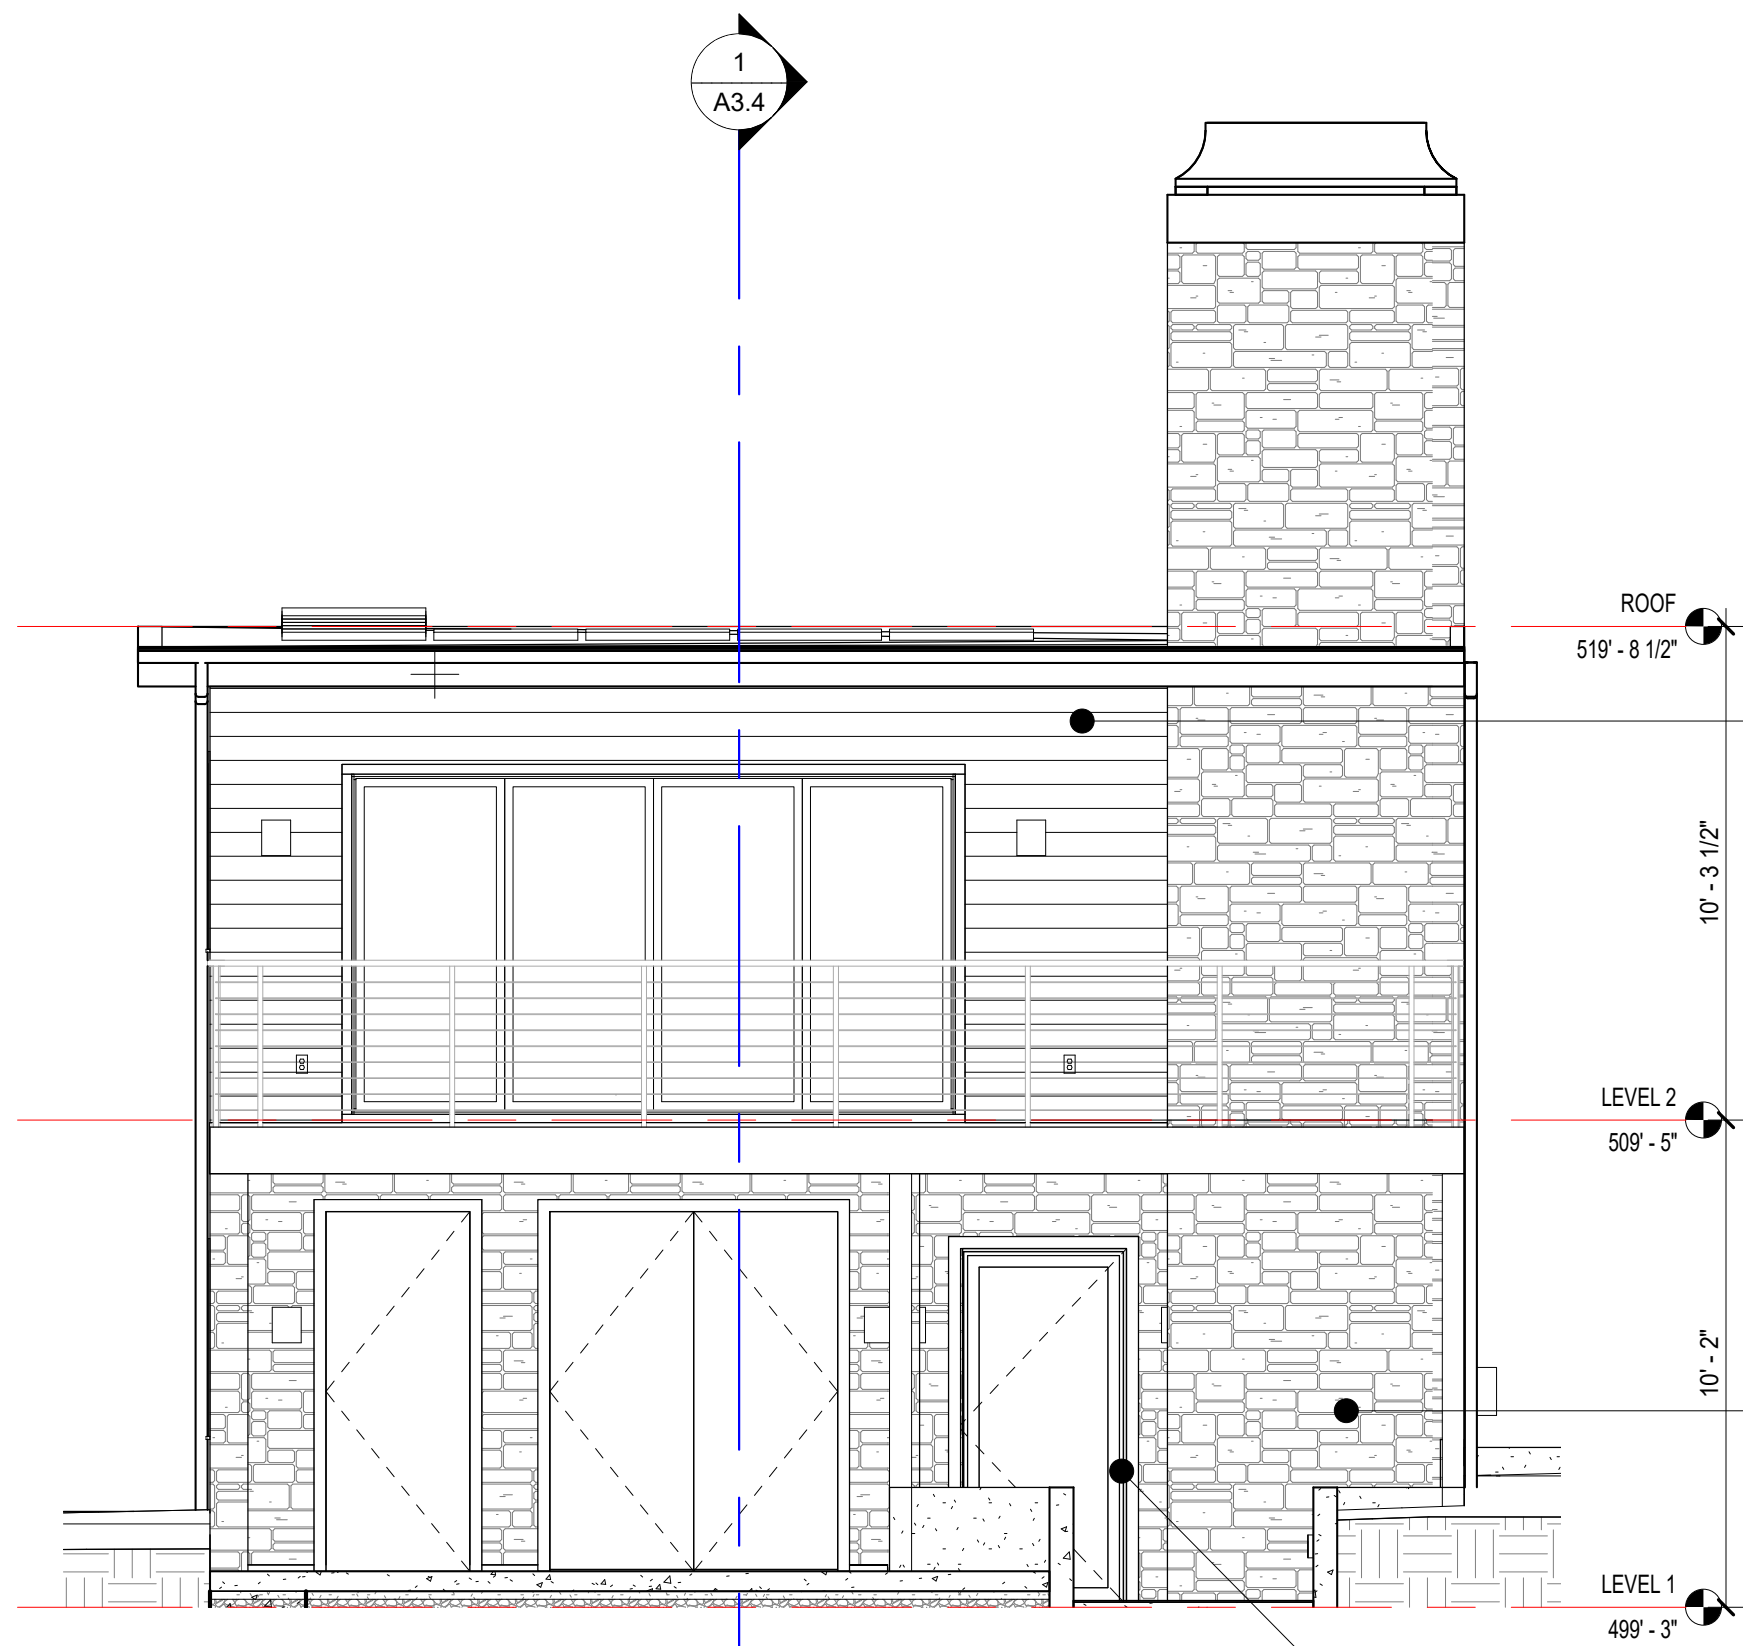 1
A3.4
ROOF
519' - 8 1/2"
10' - 3 1/2"
LEVEL 2
509' - 5"
10' - 2"
LEVEL 1
499' - 3"